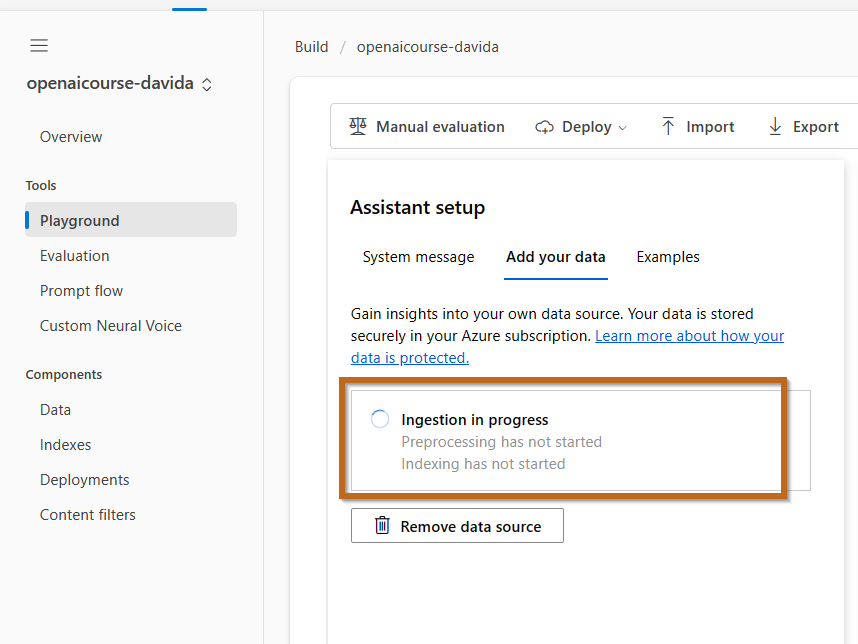 Build / openaicourse-davida
openaicourse-davida
Overview
Tools
Playground
Evaluation
Prompt flow
Custom Neural Voice
Components
Data
Indexes
Deployments
Content filters
Manual evaluation Deploy Import Export
Assistant setup
System message Add your data Examples
Gain insights into your own data source. Your data is stored
securely in your Azure subscription. Learn more about how your
data is protected.
Ingestion in progress
Preprocessing has not started
Indexing has not started
Remove data source